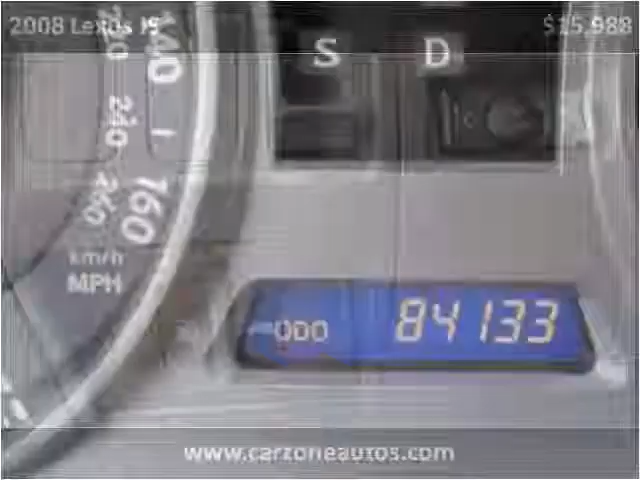 2008 Lexus IS $15,988
S D
140
220
240
160
260
km/h
MPH
ODO 84133
www.carzoneautos.com